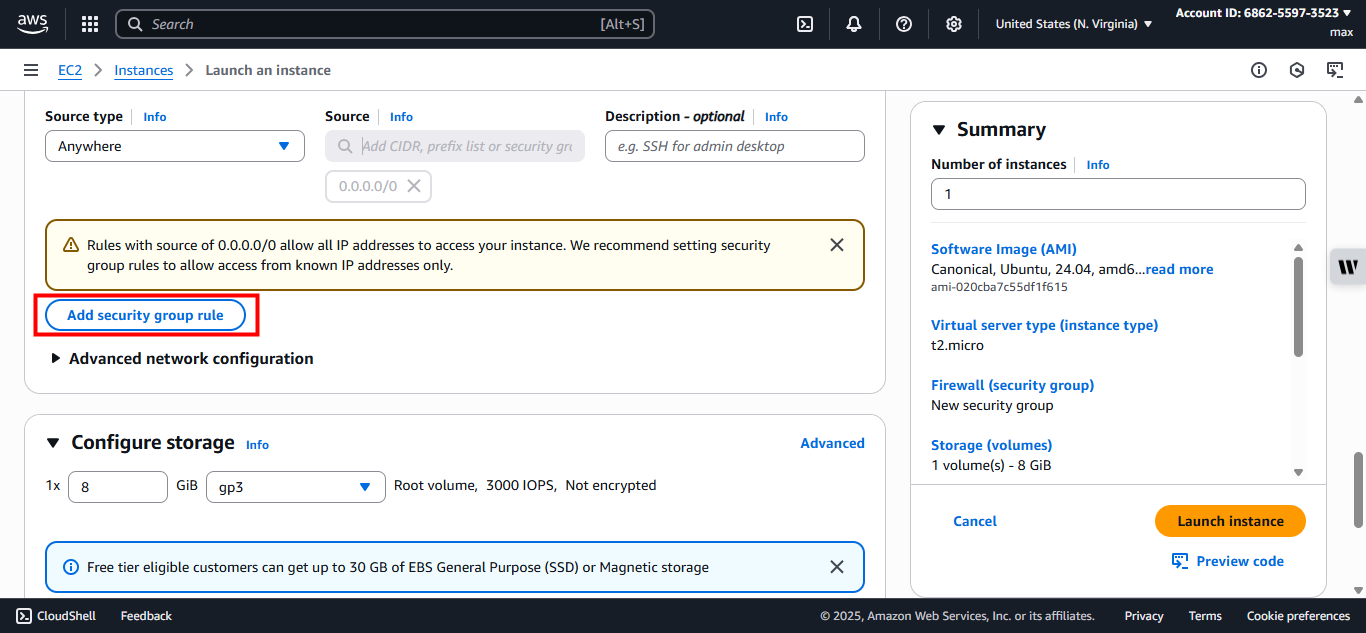 aws
Search [Alt+S]
United States (N. Virginia)
Account ID: 6862-5597-3523
max
EC2 > Instances > Launch an instance
Source type Info
Source Info
Description - optional Info
Anywhere
Add CIDR, prefix list or security gr
e.g. SSH for admin desktop
0.0.0.0/0
Rules with source of 0.0.0.0/0 allow all IP addresses to access your instance. We recommend setting security
group rules to allow access from known IP addresses only.
Add security group rule
Advanced network configuration
Configure storage Info
Advanced
1x 8 GiB gp3 Root volume, 3000 IOPS, Not encrypted
Free tier eligible customers can get up to 30 GB of EBS General Purpose (SSD) or Magnetic storage
Summary
Number of instances Info
1
Software Image (AMI)
Canonical, Ubuntu, 24.04, amd6...read more
ami-020cba7c55df1f615
Virtual server type (instance type)
t2.micro
Firewall (security group)
New security group
Storage (volumes)
1 volume(s) - 8 GiB
Cancel
Launch instance
Preview code
W
CloudShell
Feedback
© 2025, Amazon Web Services, Inc. or its affiliates.
Privacy
Terms
Cookie preferences